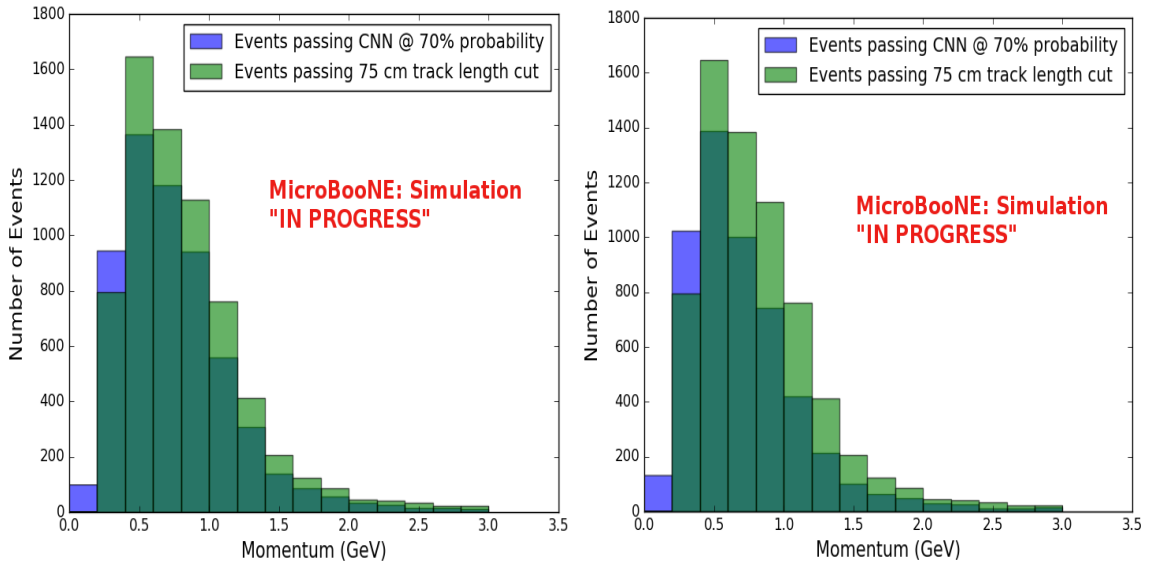 1800
1600
1400
1200
1000
800
600
400
200
0
Number of Events
Events passing CNN @ 70% probability
Events passing 75 cm track length cut
MicroBooNE: Simulation
"IN PROGRESS"
0.0 0.5 1.0 1.5 2.0 2.5 3.0 3.5
Momentum (GeV)
1800
1600
1400
1200
1000
800
600
400
200
0
Number of Events
Events passing CNN @ 70% probability
Events passing 75 cm track length cut
MicroBooNE: Simulation
"IN PROGRESS"
0.0 0.5 1.0 1.5 2.0 2.5 3.0 3.5
Momentum (GeV)